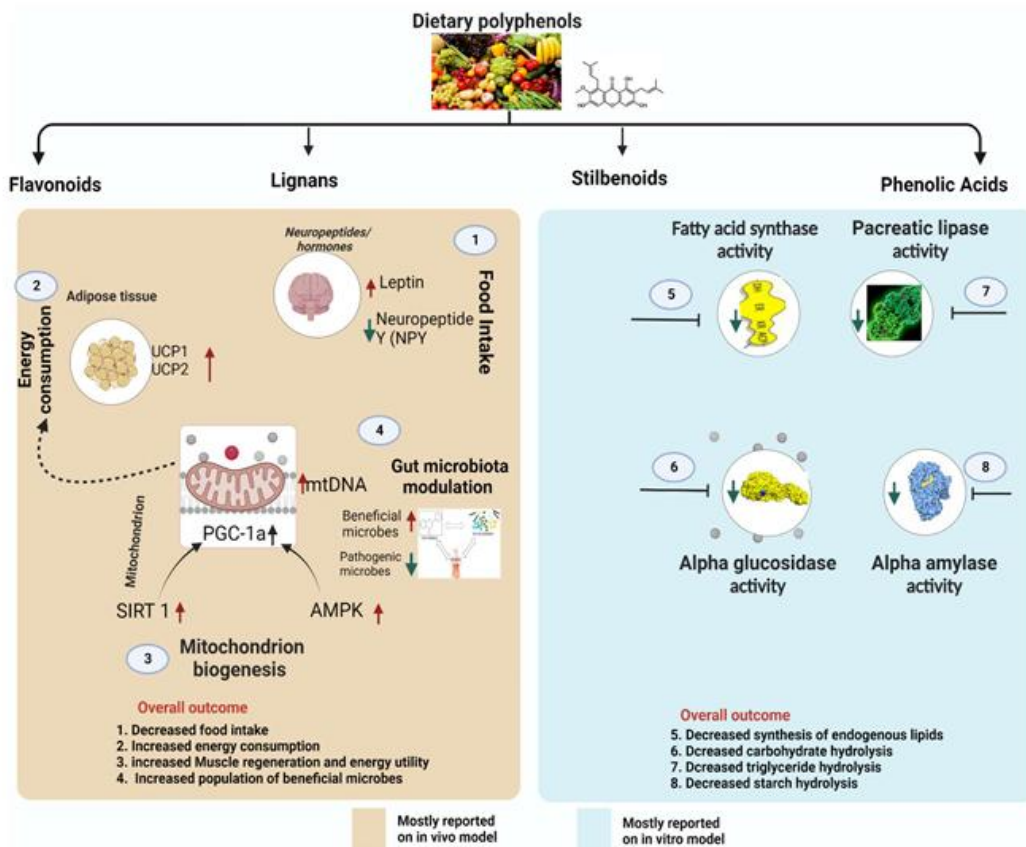 Dietary polyphenols
Flavonoids
Lignans
Stilbenoids
Phenolic Acids
Neuropeptides/
hormones
1
Food Intake
Leptin
Neuropeptide
Y (NPY
2
Energy
consumption
Adipose tissue
UCP1
UCP2
4
Gut microbiota
modulation
Beneficial
microbes
Pathogenic
microbes
mtDNA
PGC-1a
Mitochondrion
SIRT 1
AMPK
3
Mitochondrion
biogenesis
Overall outcome
1. Decreased food intake
2. Increased energy consumption
3. increased Muscle regeneration and energy utility
4. Increased population of beneficial microbes
Fatty acid synthase
activity
5
Pacreatic lipase
activity
7
6
Alpha glucosidase
activity
8
Alpha amylase
activity
Overall outcome
5. Decreased synthesis of endogenous lipids
6. Dcreased carbohydrate hydrolysis
7. Dcreased triglyceride hydrolysis
8. Decreased starch hydrolysis
Mostly reported
on in vivo model
Mostly reported
on in vitro model